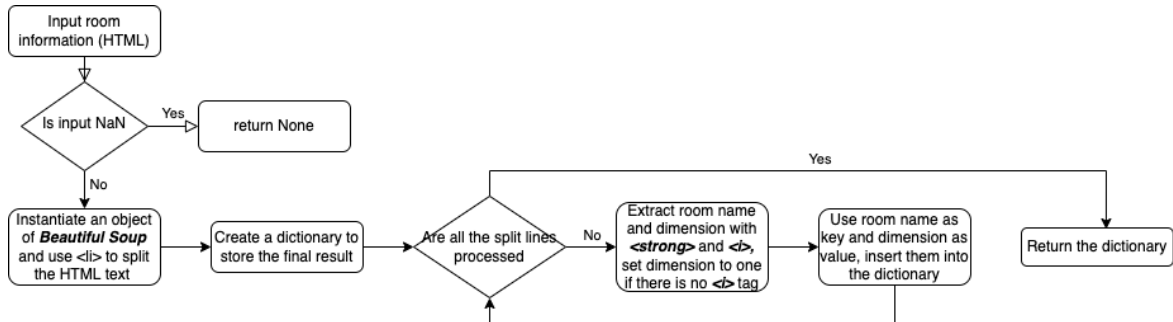 Input room
information (HTML)
Is input NaN
Yes
return None
No
Instantiate an object
of Beautiful Soup
and use <li> to split
the HTML text
Create a dictionary to
store the final result
Are all the split lines
processed
Yes
No
Extract room name
and dimension with
<strong> and <i>,
set dimension to one
if there is no <i> tag
Use room name as
key and dimension as
value, insert them into
the dictionary
Return the dictionary